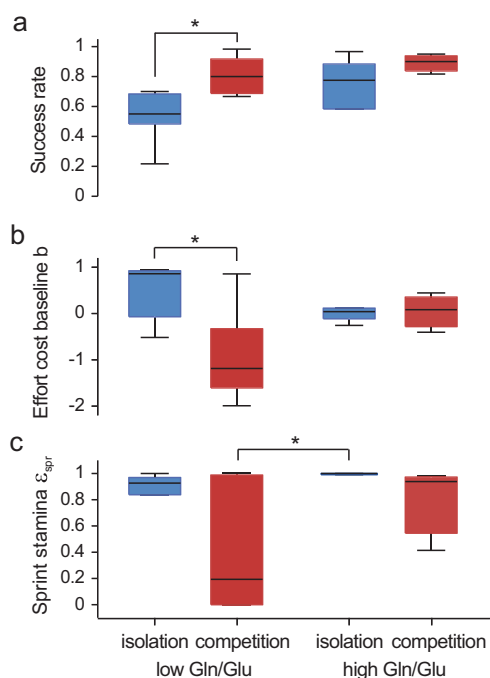 a
*
1
0.8
0.6
0.4
0.2
0
Success rate
b
*
1
0
-1
-2
Effort cost baseline b
c
*
1
0.8
0.6
0.4
0.2
0
Sprint stamina εspr
isolation competition isolation competition
low Gln/Glu high Gln/Glu